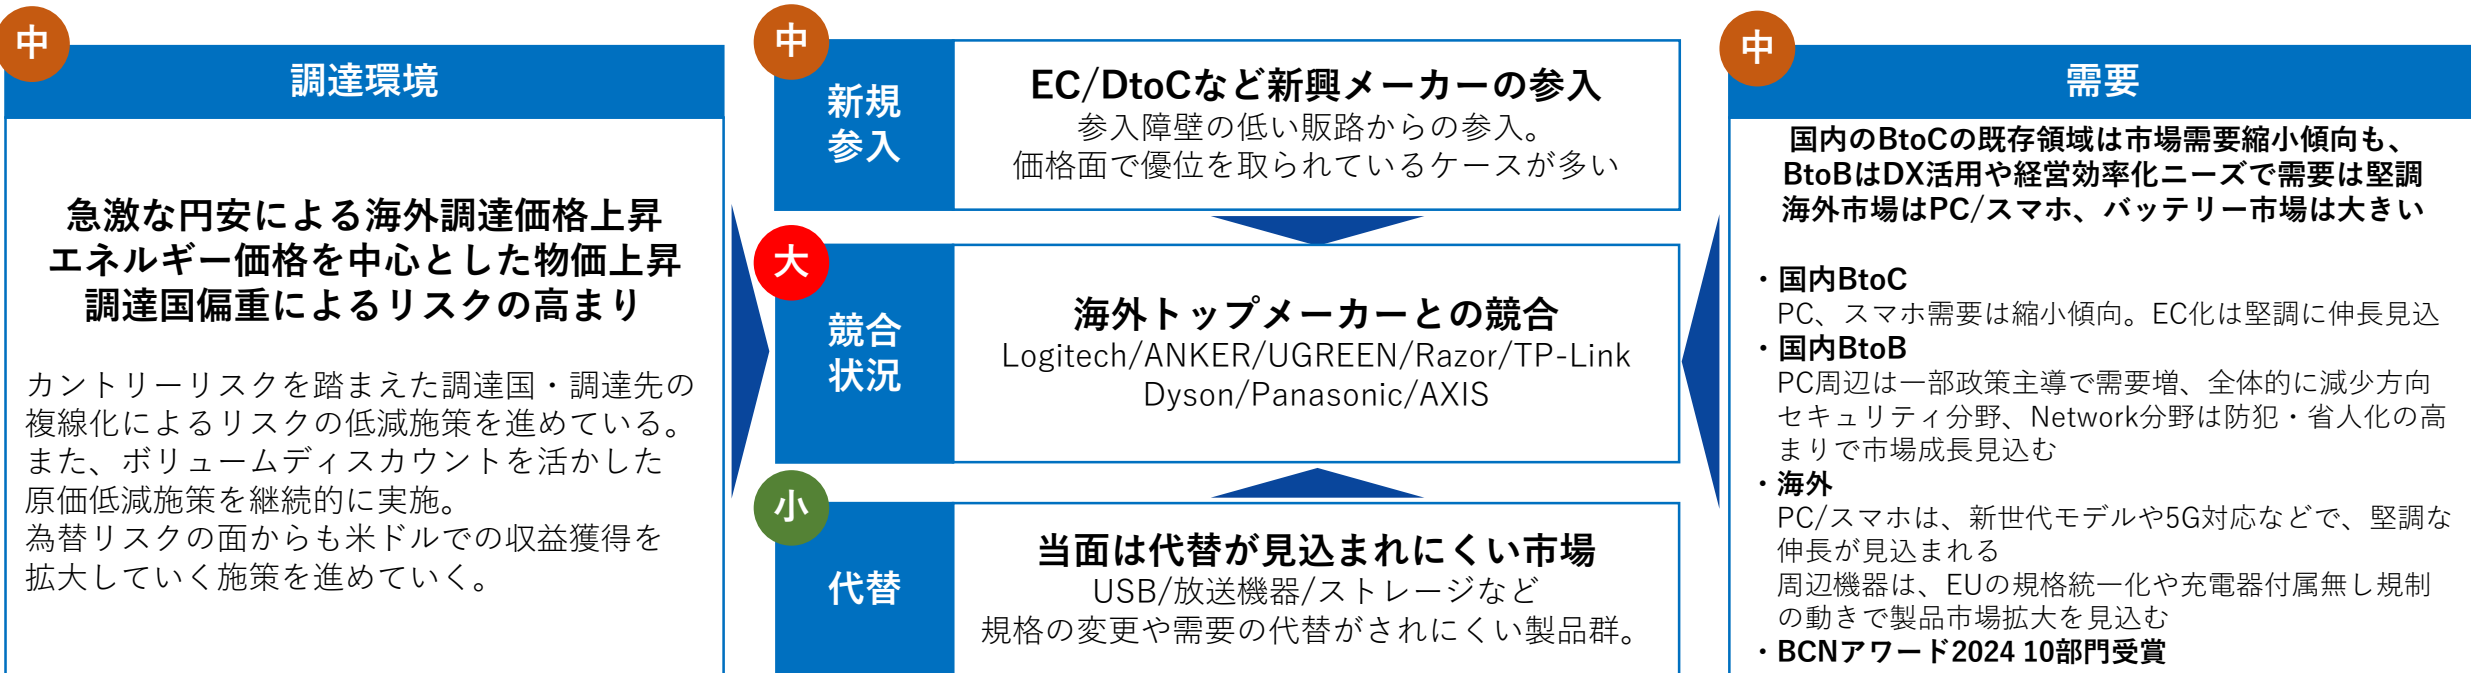 中
調達環境
急激な円安による海外調達価格上昇
エネルギー価格を中心とした物価上昇
調達国偏重によるリスクの高まり
カントリーリスクを踏まえた調達国・調達先の
複線化によるリスクの低減施策を進めている。
また、ボリュームディスカウントを活かした
原価低減施策を継続的に実施。
為替リスクの面からも米ドルでの収益獲得を
拡大していく施策を進めていく。
中
新規
参入
EC/DtoCなど新興メーカーの参入
参入障壁の低い販路からの参入。
価格面で優位を取られているケースが多い
大
競合
状況
海外トップメーカーとの競合
Logitech/ANKER/UGREEN/Razor/TP-Link
Dyson/Panasonic/AXIS
小
代替
当面は代替が見込まれにくい市場
USB/放送機器/ストレージなど
規格の変更や需要の代替がされにくい製品群。
中
需要
国内のBtoCの既存領域は市場需要縮小傾向も、
BtoBはDX活用や経営効率化ニーズで需要は堅調
海外市場はPC/スマホ、バッテリー市場は大きい
・国内BtoC
PC、スマホ需要は縮小傾向。EC化は堅調に伸長見込
・国内BtoB
PC周辺は一部政策主導で需要増、全体的に減少方向
セキュリティ分野、Network分野は防犯・省人化の高
まりで市場成長見込む
・海外
PC/スマホは、新世代モデルや5G対応などで、堅調な
伸長が見込まれる
周辺機器は、EUの規格統一化や充電器付属無し規制
の動きで製品市場拡大を見込む
・BCNアワード2024 10部門受賞